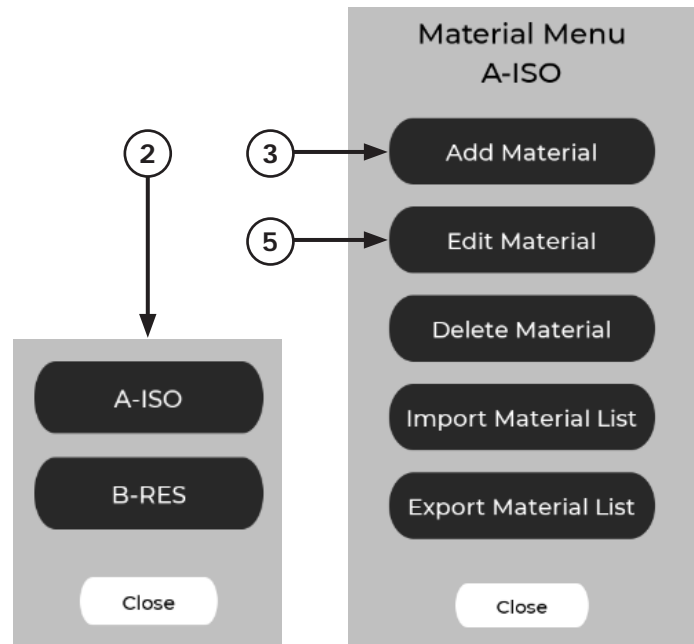 Material Menu
A-ISO
2
3
Add Material
5
Edit Material
Delete Material
A-ISO
Import Material List
B-RES
Export Material List
Close
Close